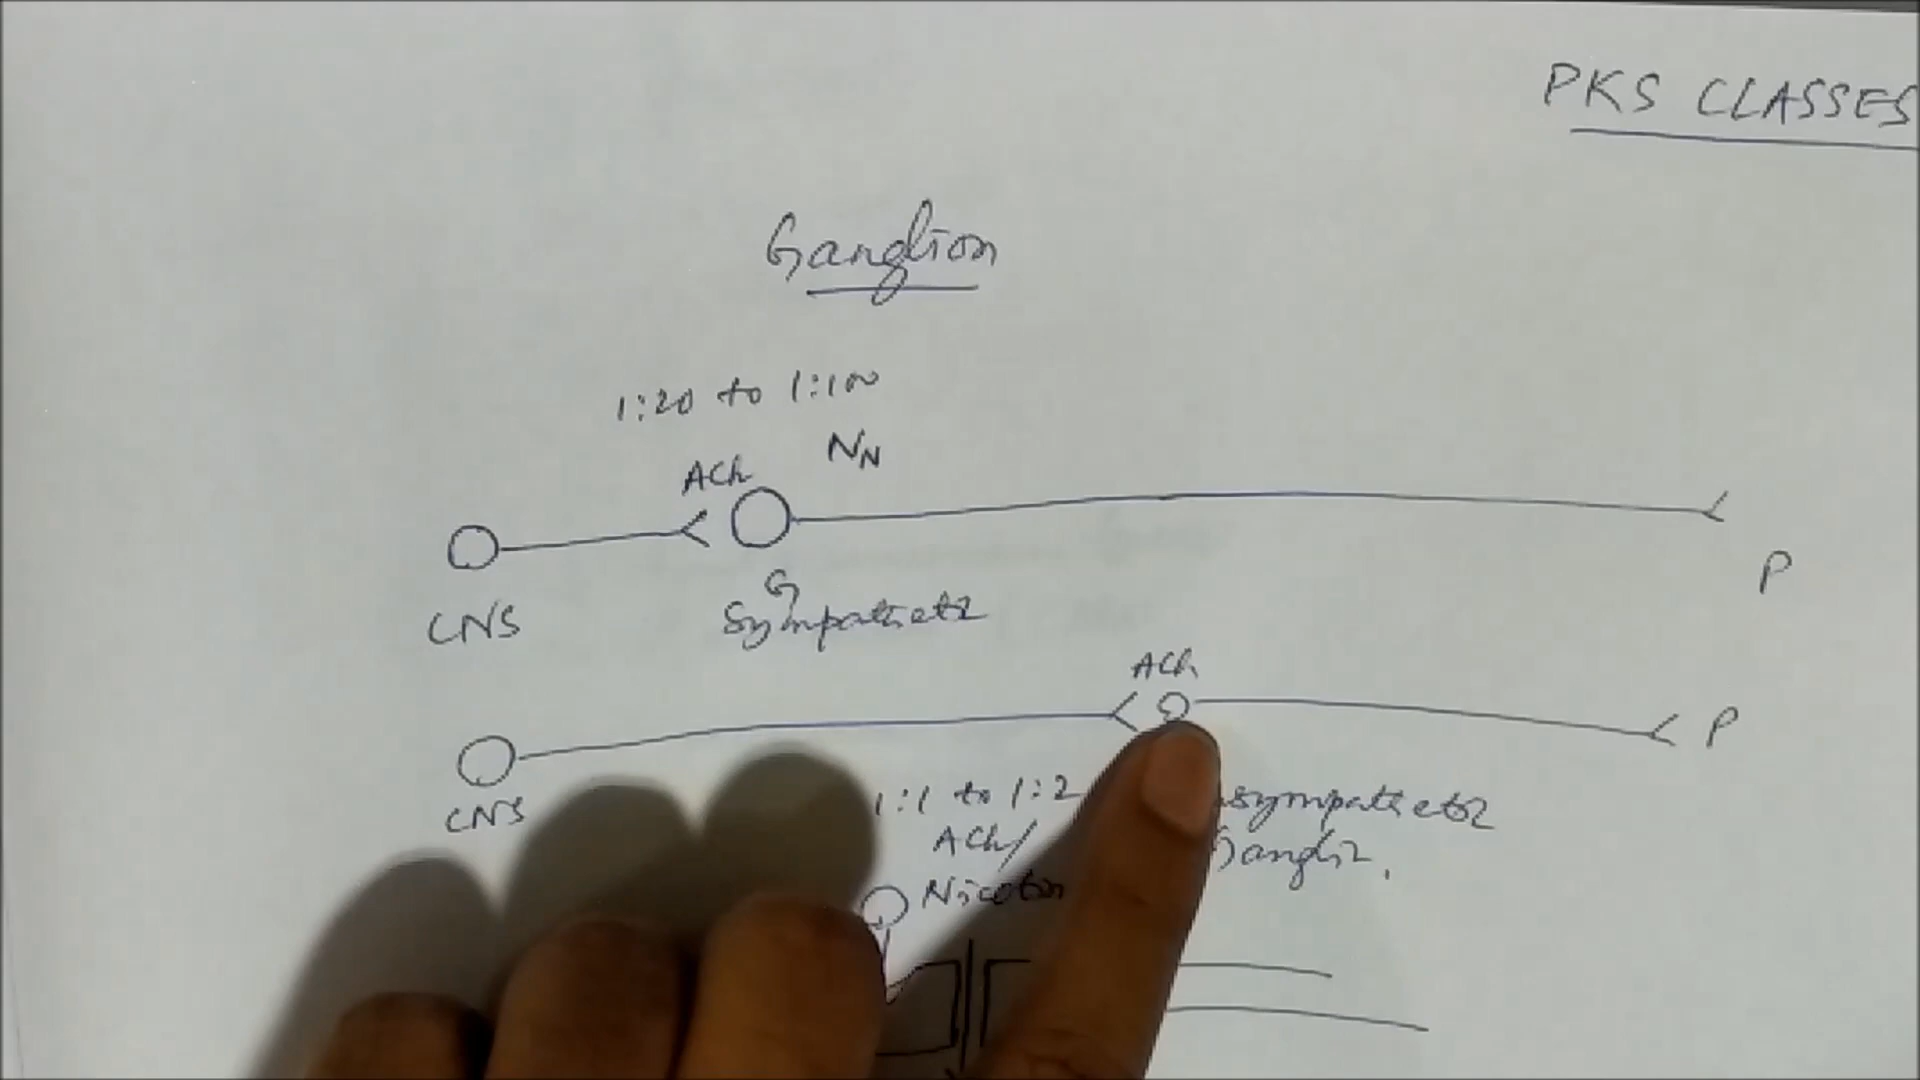 PKS CLASSES
Ganglion
1:20 to 1:100
ACh NN
CNS
G
Sympathetic
P
ACh
P
CNS
1:1 to 1:2
ACh/
Nicotin